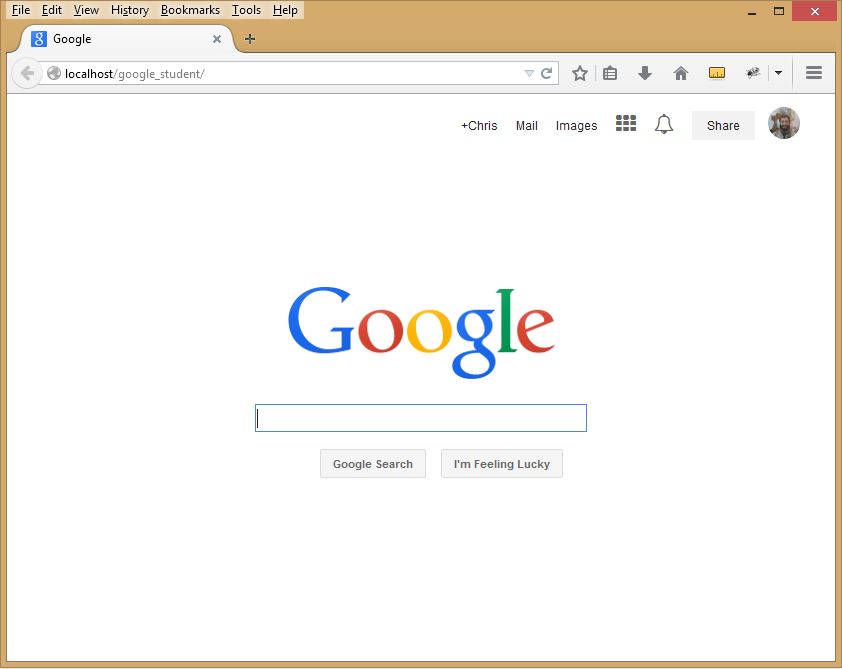 File Edit View History Bookmarks Tools Help
8 Google
localhost/google_student/
+Chris Mail Images Share
Google
Google Search I'm Feeling Lucky